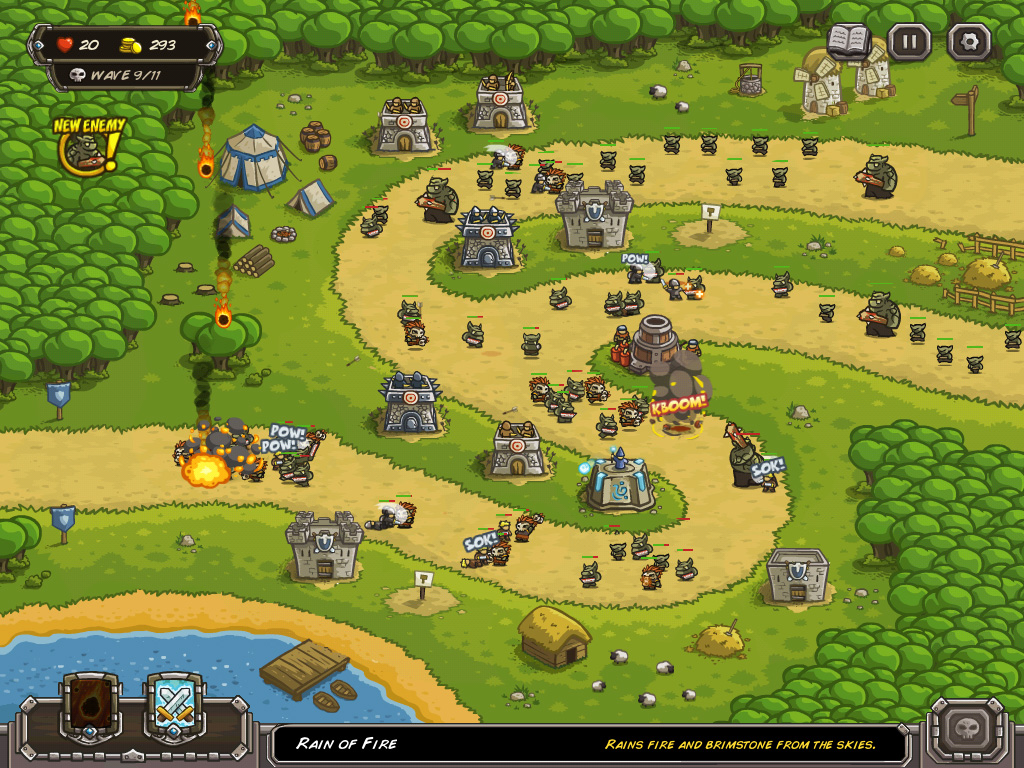 20 293
WAVE 9/11
NEW ENEMY!
POW!
KBOOM!
POW!
POW!
SOK!
SOK!
RAIN OF FIRE
RAINS FIRE AND BRIMSTONE FROM THE SKIES.